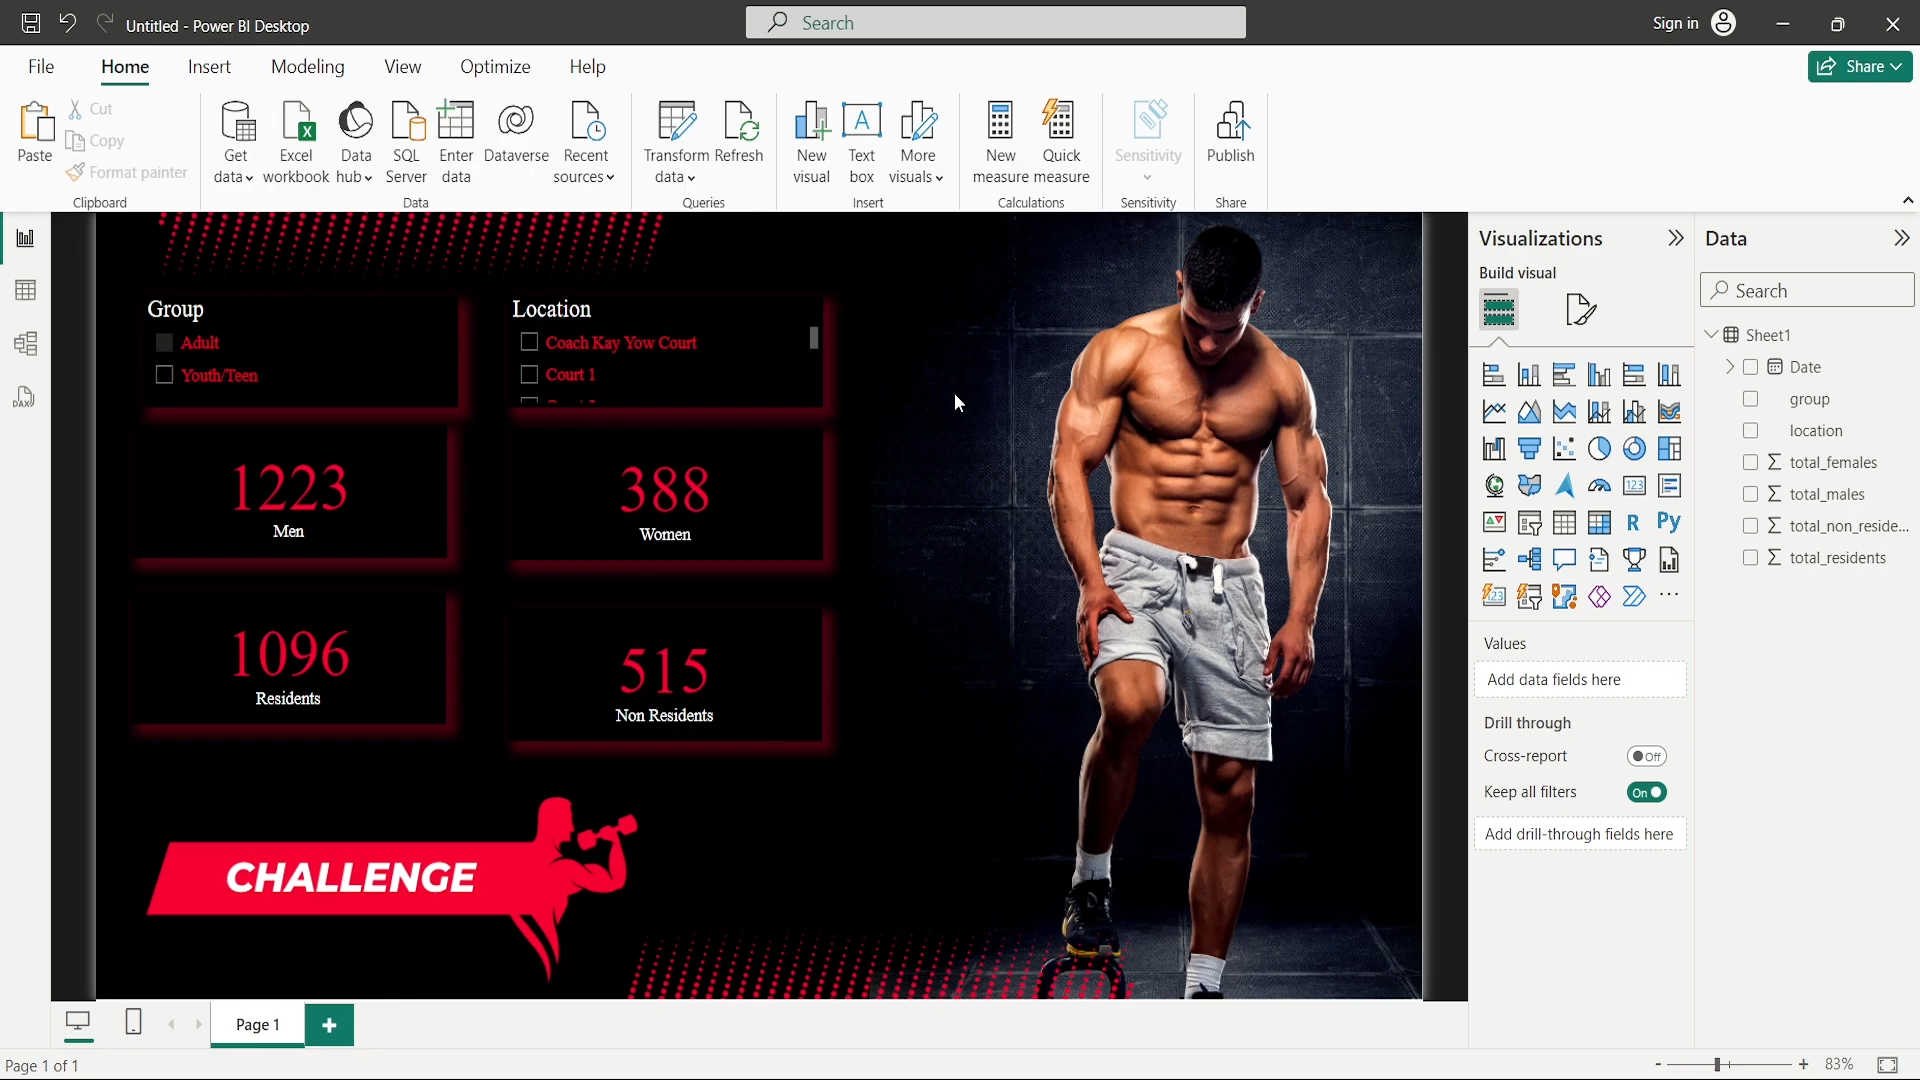 Untitled - Power BI Desktop
Search
Sign in
File
Home
Insert
Modeling
View
Optimize
Help
Share
Paste
Cut
Copy
Format painter
Clipboard
Get data
Excel workbook
Data hub
SQL Server
Enter data
Dataverse
Recent sources
Data
Transform data
Refresh
Queries
New visual
Text box
More visuals
Insert
New measure
Quick measure
Calculations
Sensitivity
Sensitivity
Publish
Share
DAX
Group
Adult
Youth/Teen
Location
Coach Kay Yow Court
Court 1
1223
Men
388
Women
1096
Residents
515
Non Residents
CHALLENGE
Visualizations
Build visual
123
R
Py
123
Values
Add data fields here
Drill through
Cross-report
Off
Keep all filters
On
Add drill-through fields here
Data
Search
Sheet1
Date
group
location
∑ total_females
∑ total_males
∑ total_non_reside...
∑ total_residents
Page 1
Page 1 of 1
- + 83%